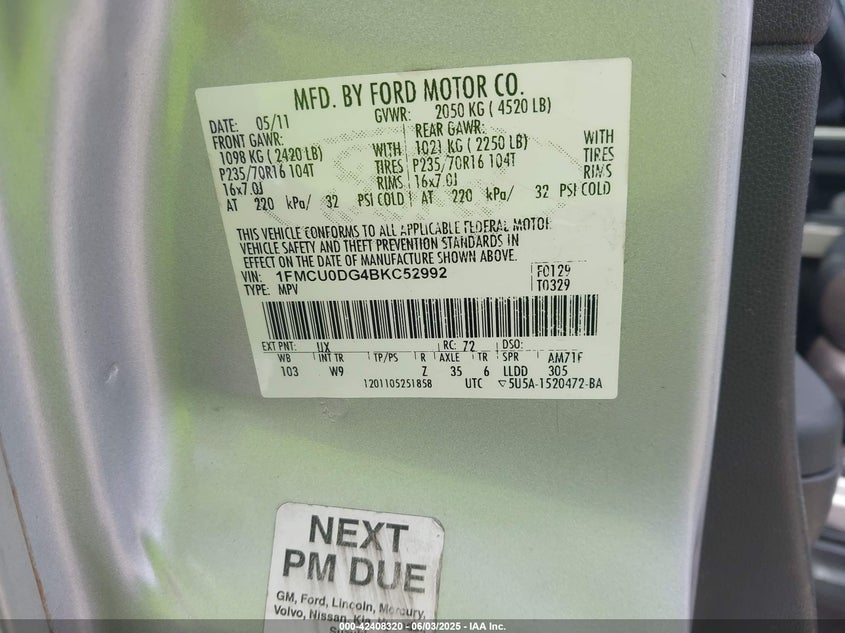 MFD. BY FORD MOTOR CO.
DATE: 05/11 GVWR: 2050 KG (4520 LB)
FRONT GAWR: REAR GAWR:
1098 KG (2420 LB) WITH 1021 KG (2250 LB) WITH
P235/70R16 104T TIRES P235/70R16 104T TIRES
16x7.0J RIMS 16x7.0J RIMS
AT 220 kPa/ 32 PSI COLD AT 220 kPa/ 32 PSI COLD
THIS VEHICLE CONFORMS TO ALL APPLICABLE FEDERAL MOTOR
VEHICLE SAFETY AND THEFT PREVENTION STANDARDS IN
EFFECT ON THE DATE OF MANUFACTURE SHOWN ABOVE.
VIN: 1FMCU0DG4BKC52992 F0129
TYPE: MPV T0329
EXT PNT: UX RC: 72 DSO:
WB INT TR TP/PS R AXLE TR SPR AM71F
103 W9 Z 35 6 LLDD 305
1201105251858 UTC ▽5U5A-1520472-BA
NEXT
PM DUE
GM, Ford, Lincoln, Mercury,
Volvo, Nissan, Kia,
000-42408320 - 06/03/2025 - IAA Inc.